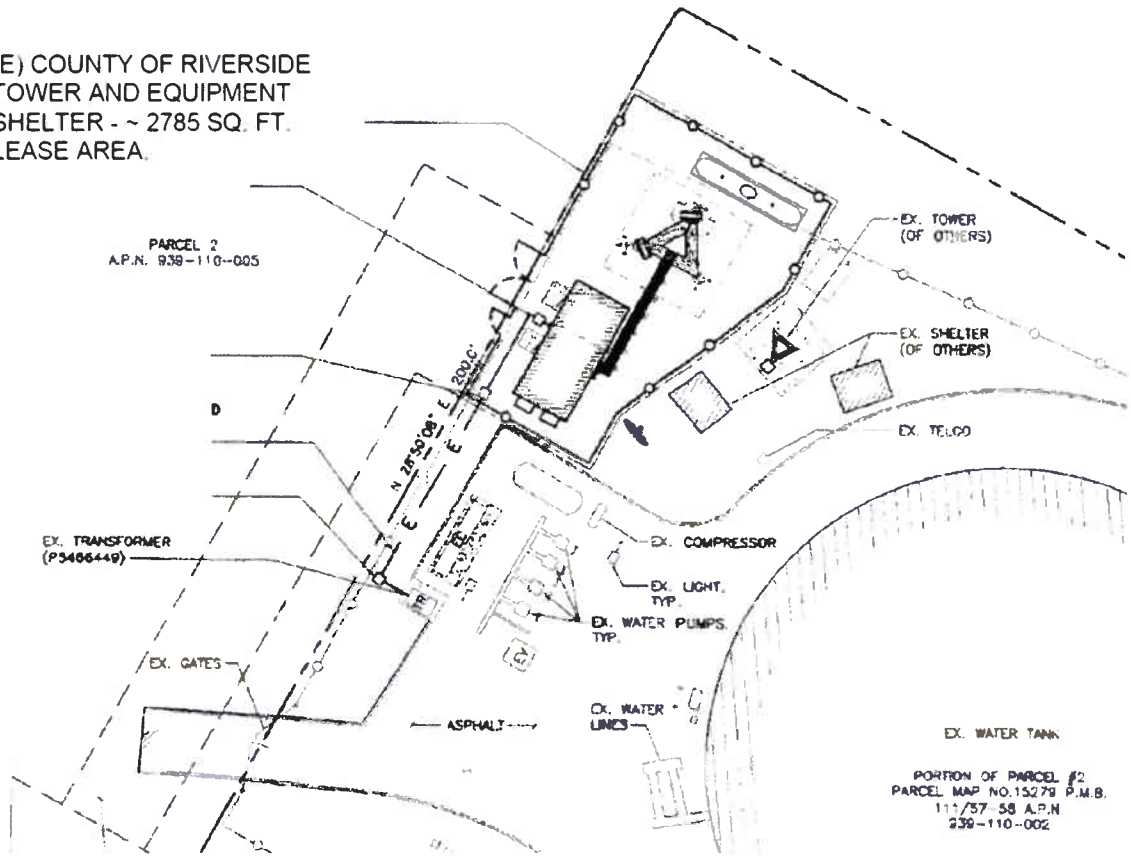 E) COUNTY OF RIVERSIDE
TOWER AND EQUIPMENT
SHELTER - ~ 2785 SQ. FT.
LEASE AREA.
PARCEL 2
A.P.N. 939-110-005
EX. TOWER
(OF OTHERS)
EX. SHELTER
(OF OTHERS)
200.0'
N 28°50'08" E
E
E
E
D
EX. TELCO
EX. TRANSFORMER
(P5466449)
TR
EX. COMPRESSOR
EX. LIGHT,
TYP.
EX. WATER PUMPS,
TYP.
EX. GATES
ASPHALT
EX. WATER
LINES
EX. WATER TANK
PORTION OF PARCEL #2
PARCEL MAP NO.15279 P.M.B.
111/57-58 A.P.N
939-110-002